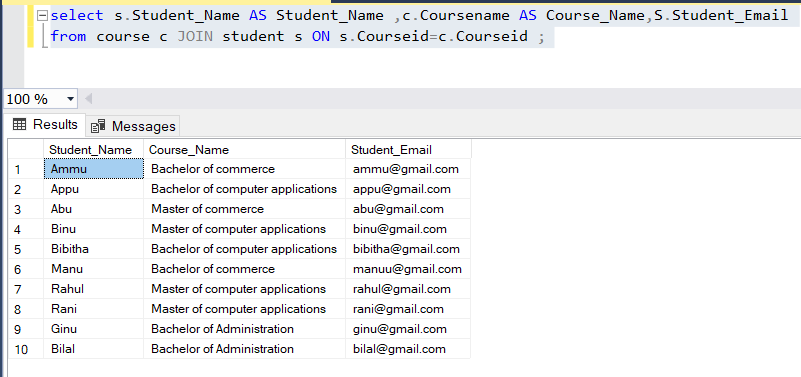 select s.Student_Name AS Student_Name ,c.Coursename AS Course_Name,S.Student_Email
from course c JOIN student s ON s.Courseid=c.Courseid ;
100 %
Results Messages
Student_Name Course_Name Student_Email
1 Ammu Bachelor of commerce ammu@gmail.com
2 Appu Bachelor of computer applications appu@gmail.com
3 Abu Master of commerce abu@gmail.com
4 Binu Master of computer applications binu@gmail.com
5 Bibitha Bachelor of computer applications bibitha@gmail.com
6 Manu Bachelor of commerce manuu@gmail.com
7 Rahul Master of computer applications rahul@gmail.com
8 Rani Master of computer applications rani@gmail.com
9 Ginu Bachelor of Administration ginu@gmail.com
10 Bilal Bachelor of Administration bilal@gmail.com